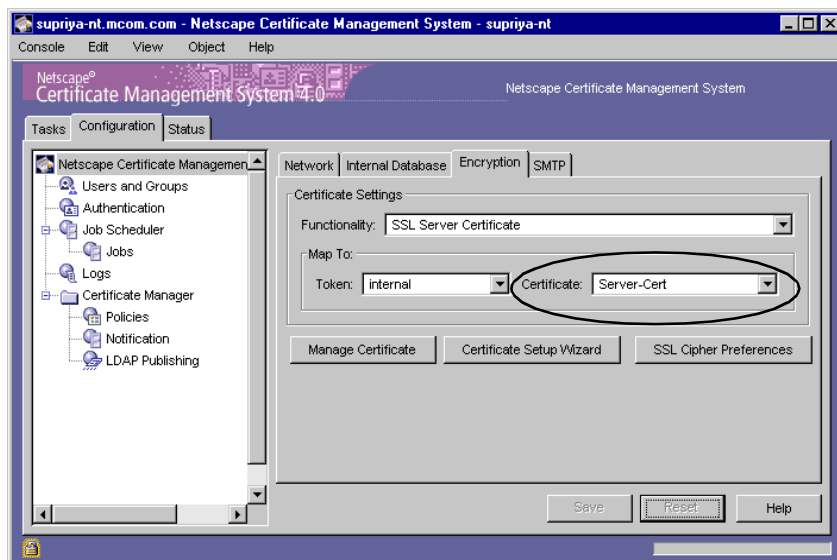 supriya-nt.mcom.com - Netscape Certificate Management System - supriya-nt
Console Edit View Object Help
Netscape®
Certificate Management System 4.0
Netscape Certificate Management System
Tasks Configuration Status
Netscape Certificate Managemen
Users and Groups
Authentication
Job Scheduler
Jobs
Logs
Certificate Manager
Policies
Notification
LDAP Publishing
Network Internal Database Encryption SMTP
Certificate Settings
Functionality: SSL Server Certificate
Map To:
Token: internal Certificate: Server-Cert
Manage Certificate Certificate Setup Wizard SSL Cipher Preferences
Save Reset Help